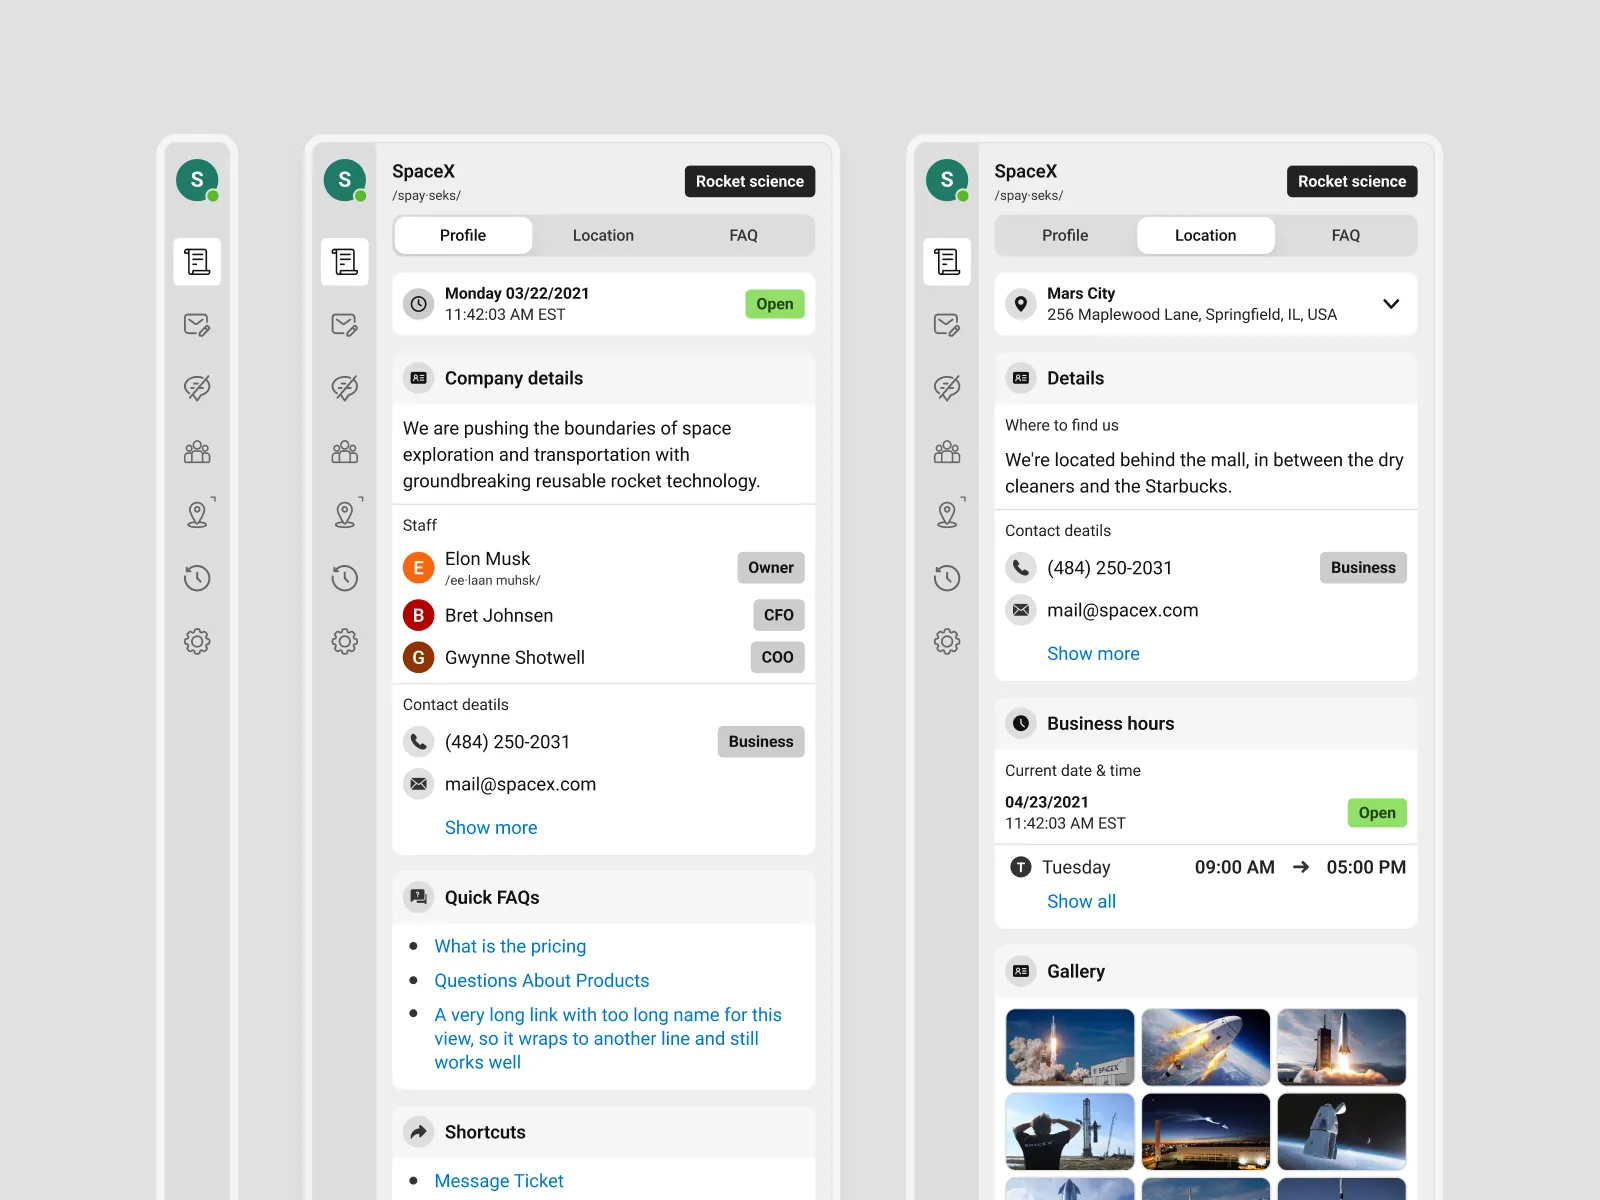 S
S
SpaceX
/spay·seks/
Rocket science
Profile
Location
FAQ
Monday 03/22/2021
11:42:03 AM EST
Open
Company details
We are pushing the boundaries of space
exploration and transportation with
groundbreaking reusable rocket technology.
Staff
E
Elon Musk
/ee·laan muhsk/
Owner
B
Bret Johnsen
CFO
G
Gwynne Shotwell
COO
Contact deatils
(484) 250-2031
Business
mail@spacex.com
Show more
Quick FAQs
What is the pricing
Questions About Products
A very long link with too long name for this
view, so it wraps to another line and still
works well
Shortcuts
Message Ticket
S
SpaceX
/spay·seks/
Rocket science
Profile
Location
FAQ
Mars City
256 Maplewood Lane, Springfield, IL, USA
Details
Where to find us
We're located behind the mall, in between the dry
cleaners and the Starbucks.
Contact deatils
(484) 250-2031
Business
mail@spacex.com
Show more
Business hours
Current date & time
04/23/2021
11:42:03 AM EST
Open
T
Tuesday
09:00 AM → 05:00 PM
Show all
Gallery
SPACEX
SPACEX